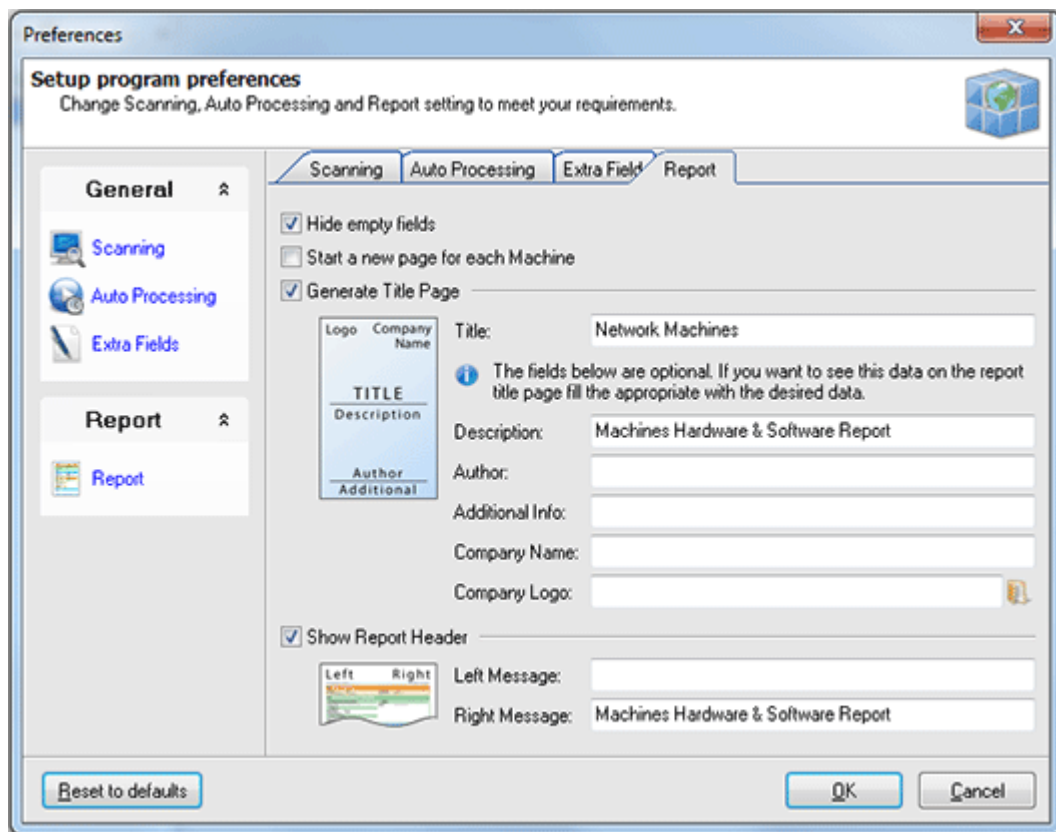 Preferences
Setup program preferences
Change Scanning, Auto Processing and Report setting to meet your requirements.
General
Scanning
Auto Processing
Extra Fields
Report
Report
Scanning
Auto Processing
Extra Field
Report
Hide empty fields
Start a new page for each Machine
Generate Title Page
Logo Company
Name
TITLE
Description
Author
Additional
Title: Network Machines
The fields below are optional. If you want to see this data on the report
title page fill the appropriate with the desired data.
Description: Machines Hardware & Software Report
Author:
Additional Info:
Company Name:
Company Logo:
Show Report Header
Left Right
Left Message:
Right Message: Machines Hardware & Software Report
Reset to defaults
OK
Cancel